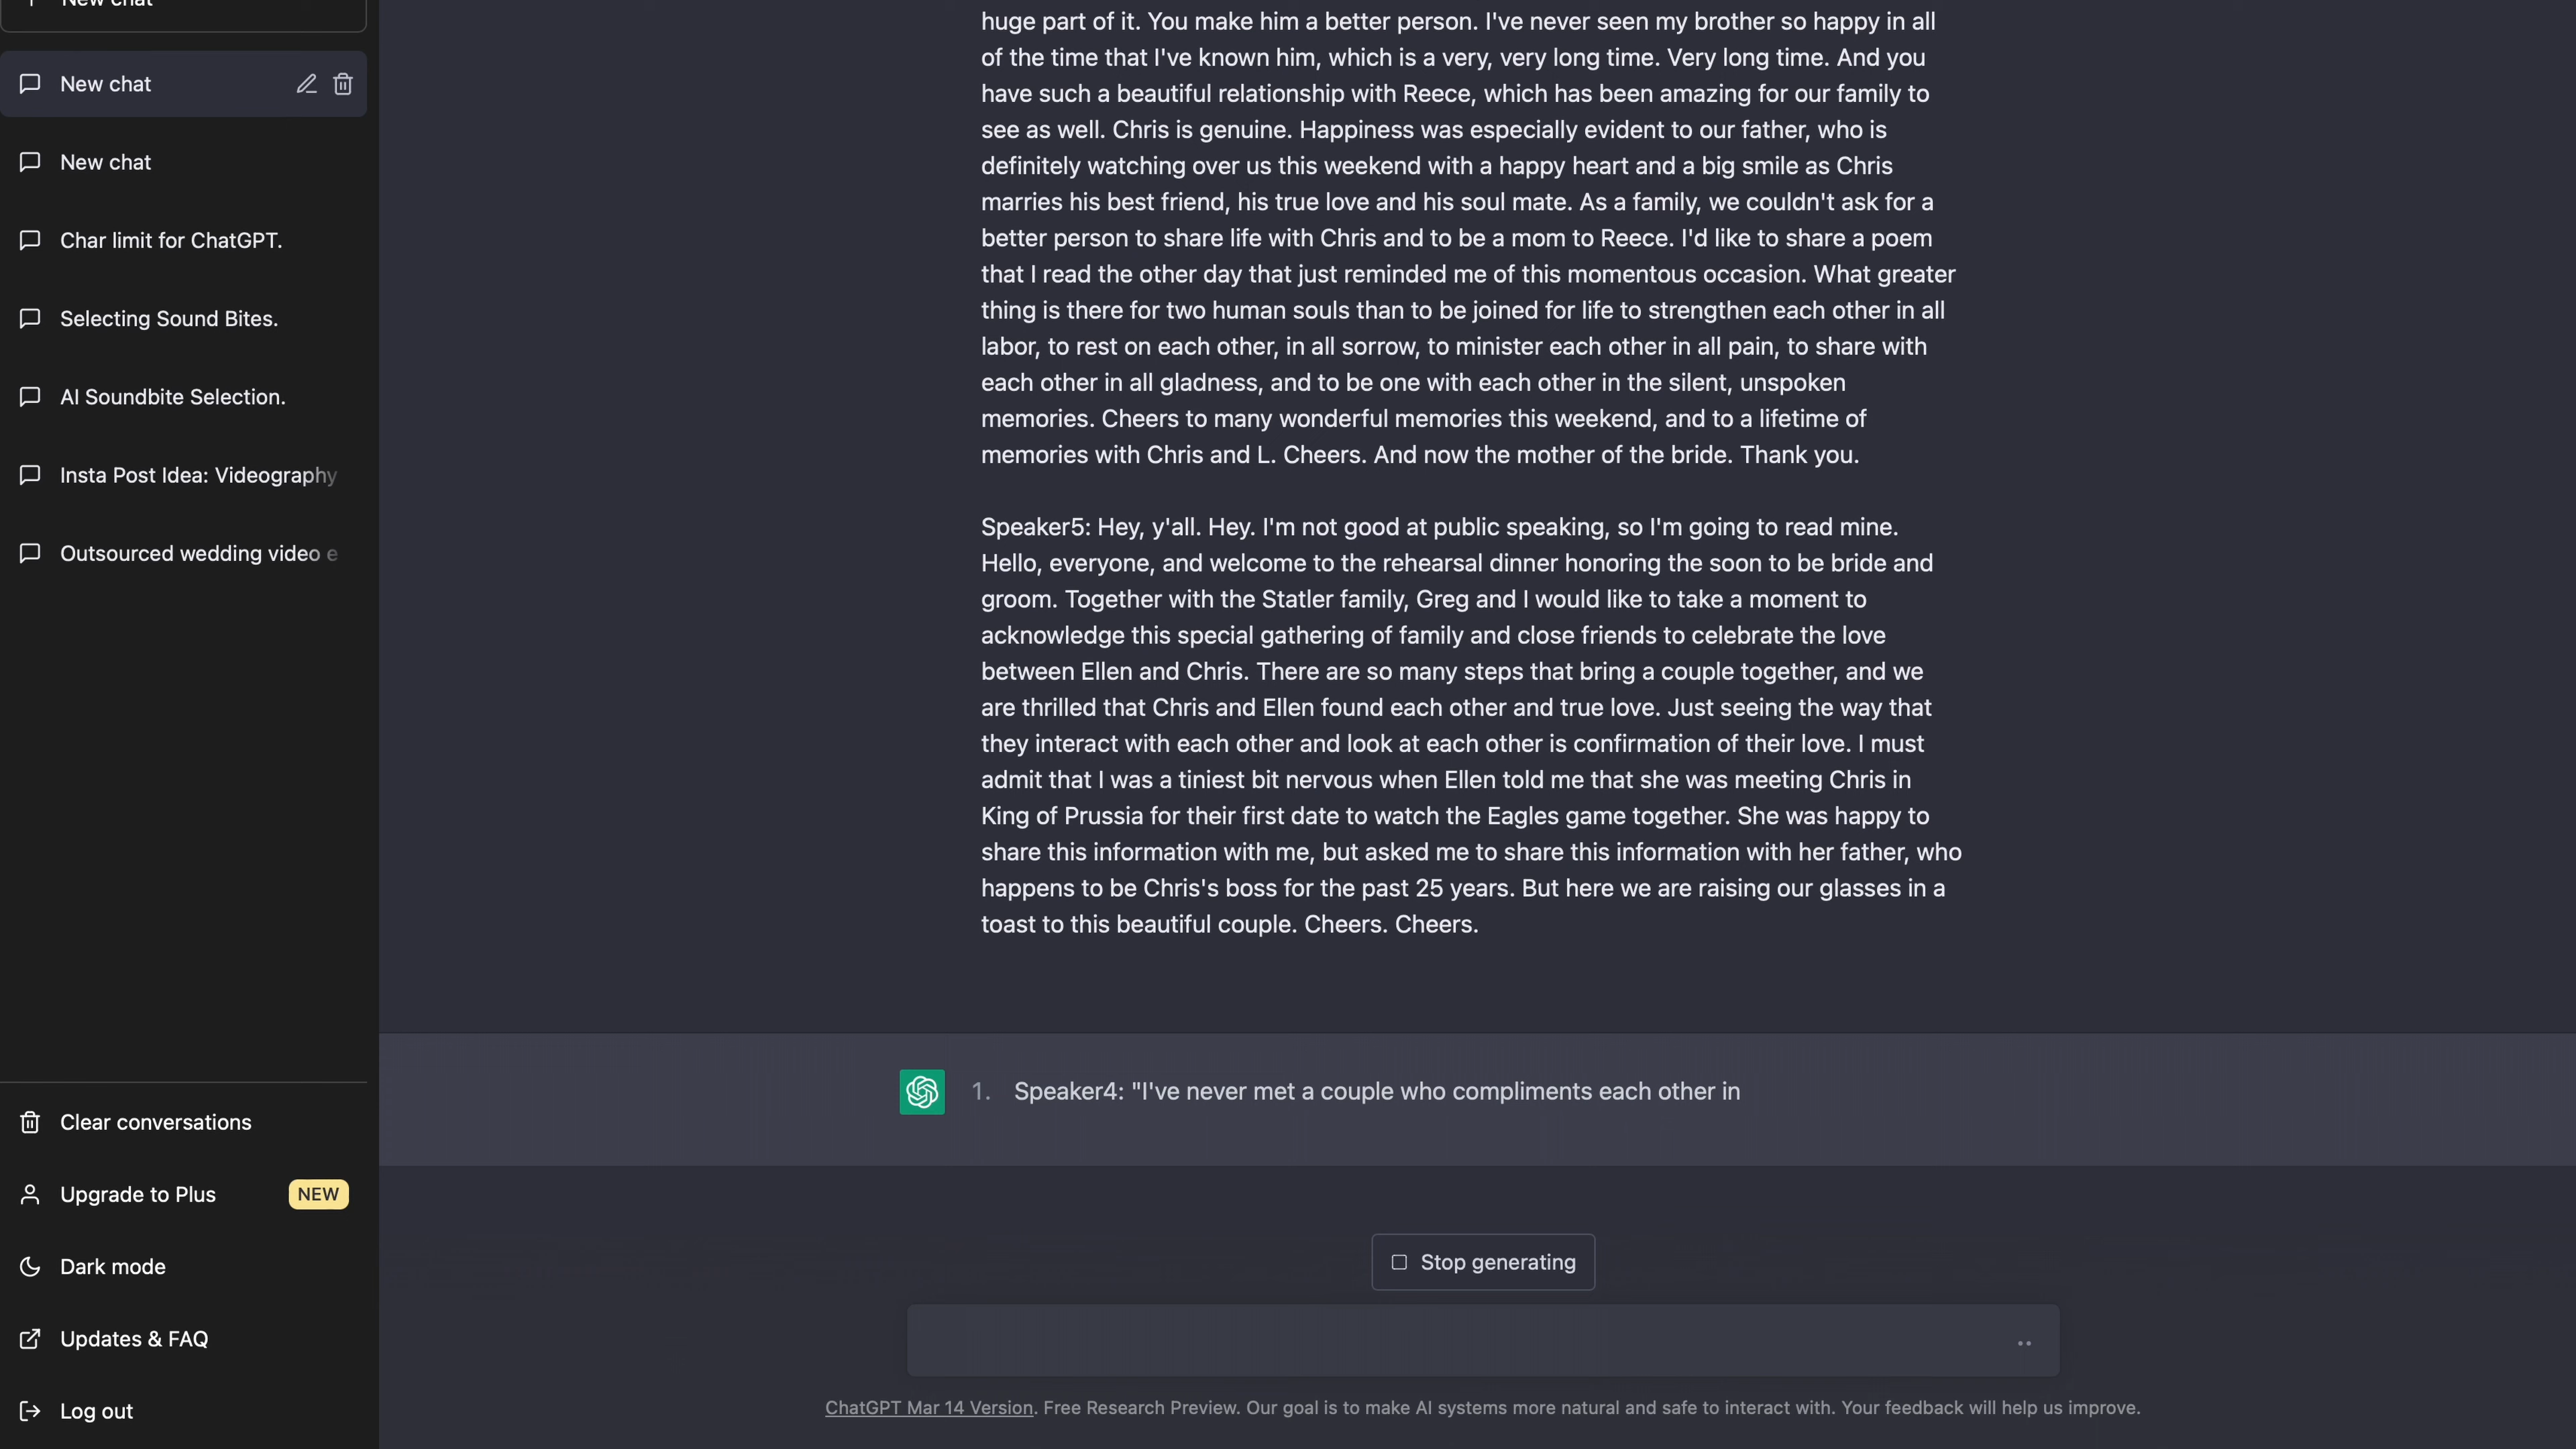 New chat
New chat
New chat
Char limit for ChatGPT.
Selecting Sound Bites.
AI Soundbite Selection.
Insta Post Idea: Videography
Outsourced wedding video e
Clear conversations
Upgrade to Plus NEW
Dark mode
Updates & FAQ
Log out
huge part of it. You make him a better person. I've never seen my brother so happy in all
of the time that I've known him, which is a very, very long time. Very long time. And you
have such a beautiful relationship with Reece, which has been amazing for our family to
see as well. Chris is genuine. Happiness was especially evident to our father, who is
definitely watching over us this weekend with a happy heart and a big smile as Chris
marries his best friend, his true love and his soul mate. As a family, we couldn't ask for a
better person to share life with Chris and to be a mom to Reece. I'd like to share a poem
that I read the other day that just reminded me of this momentous occasion. What greater
thing is there for two human souls than to be joined for life to strengthen each other in all
labor, to rest on each other, in all sorrow, to minister each other in all pain, to share with
each other in all gladness, and to be one with each other in the silent, unspoken
memories. Cheers to many wonderful memories this weekend, and to a lifetime of
memories with Chris and L. Cheers. And now the mother of the bride. Thank you.
Speaker5: Hey, y'all. Hey. I'm not good at public speaking, so I'm going to read mine.
Hello, everyone, and welcome to the rehearsal dinner honoring the soon to be bride and
groom. Together with the Statler family, Greg and I would like to take a moment to
acknowledge this special gathering of family and close friends to celebrate the love
between Ellen and Chris. There are so many steps that bring a couple together, and we
are thrilled that Chris and Ellen found each other and true love. Just seeing the way that
they interact with each other and look at each other is confirmation of their love. I must
admit that I was a tiniest bit nervous when Ellen told me that she was meeting Chris in
King of Prussia for their first date to watch the Eagles game together. She was happy to
share this information with me, but asked me to share this information with her father, who
happens to be Chris's boss for the past 25 years. But here we are raising our glasses in a
toast to this beautiful couple. Cheers. Cheers.
1. Speaker4: "I've never met a couple who compliments each other in
Stop generating
ChatGPT Mar 14 Version. Free Research Preview. Our goal is to make AI systems more natural and safe to interact with. Your feedback will help us improve.